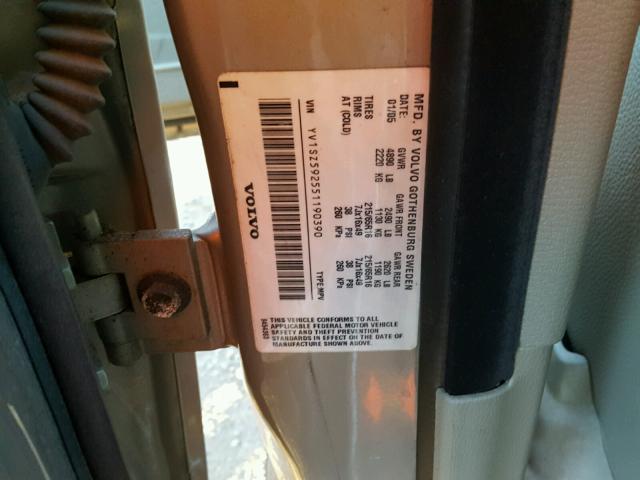 MFD. BY VOLVO GOTHENBURG SWEDEN
DATE: GVWR GAWR FRONT GAWR REAR
01/05 4890 LB 2490 LB 2620 LB
2220 KG 1130 KG 1190 KG
TIRES 215/65R16 215/65R16
RIMS 7Jx16x49 7Jx16x49
AT (COLD) 38 PSI 38 PSI
260 KPa 260 KPa
VIN YV1SZ592551190390 TYPE:MPV
VOLVO
THIS VEHICLE CONFORMS TO ALL
APPLICABLE FEDERAL MOTOR VEHICLE
SAFETY AND THEFT PREVENTION
STANDARDS IN EFFECT ON THE DATE OF
MANUFACTURE SHOWN ABOVE.